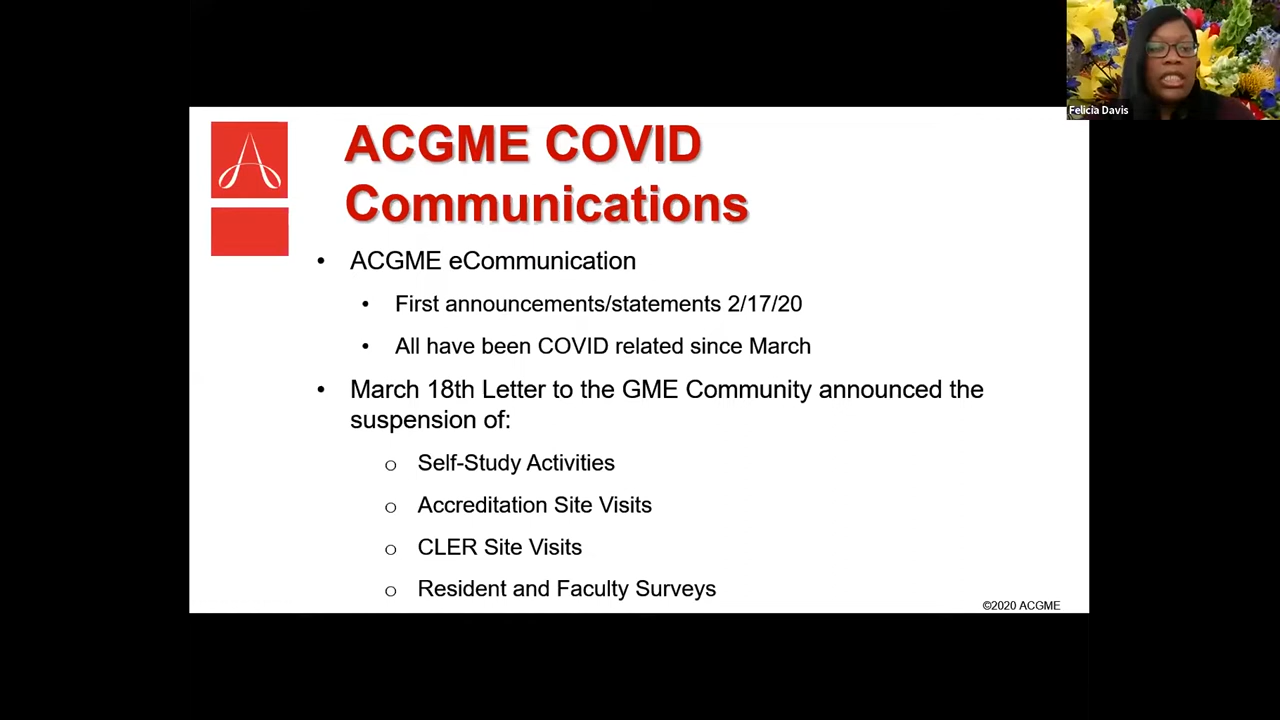 Felicia Davis
ACGME COVID
Communications
• ACGME eCommunication
• First announcements/statements 2/17/20
• All have been COVID related since March
• March 18th Letter to the GME Community announced the
suspension of:
o Self-Study Activities
o Accreditation Site Visits
o CLER Site Visits
o Resident and Faculty Surveys
©2020 ACGME